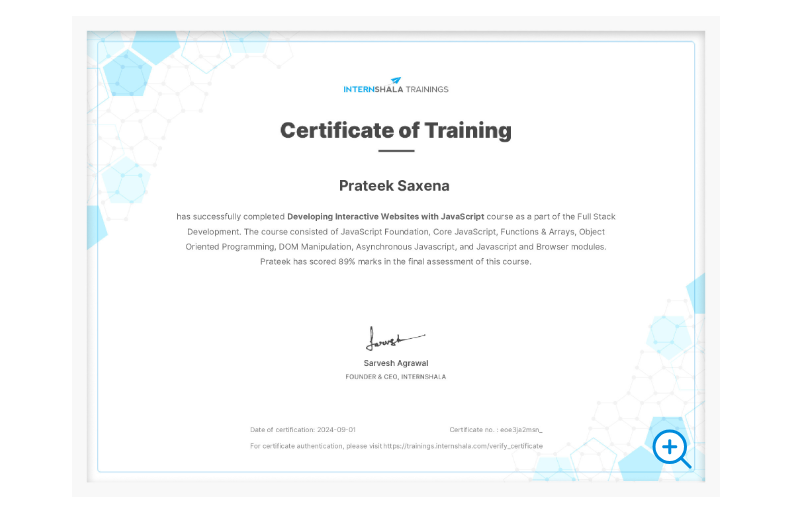 INTERNSHALA TRAININGS
Certificate of Training
Prateek Saxena
has successfully completed Developing Interactive Websites with JavaScript course as a part of the Full Stack
Development. The course consisted of JavaScript Foundation, Core JavaScript, Functions & Arrays, Object
Oriented Programming, DOM Manipulation, Asynchronous Javascript, and Javascript and Browser modules.
Prateek has scored 89% marks in the final assessment of this course.
Sarvesh
Sarvesh Agrawal
FOUNDER & CEO, INTERNSHALA
Date of certification: 2024-09-01 Certificate no. : eoe3ja2msn_
For certificate authentication, please visit https://trainings.internshala.com/verify_certificate